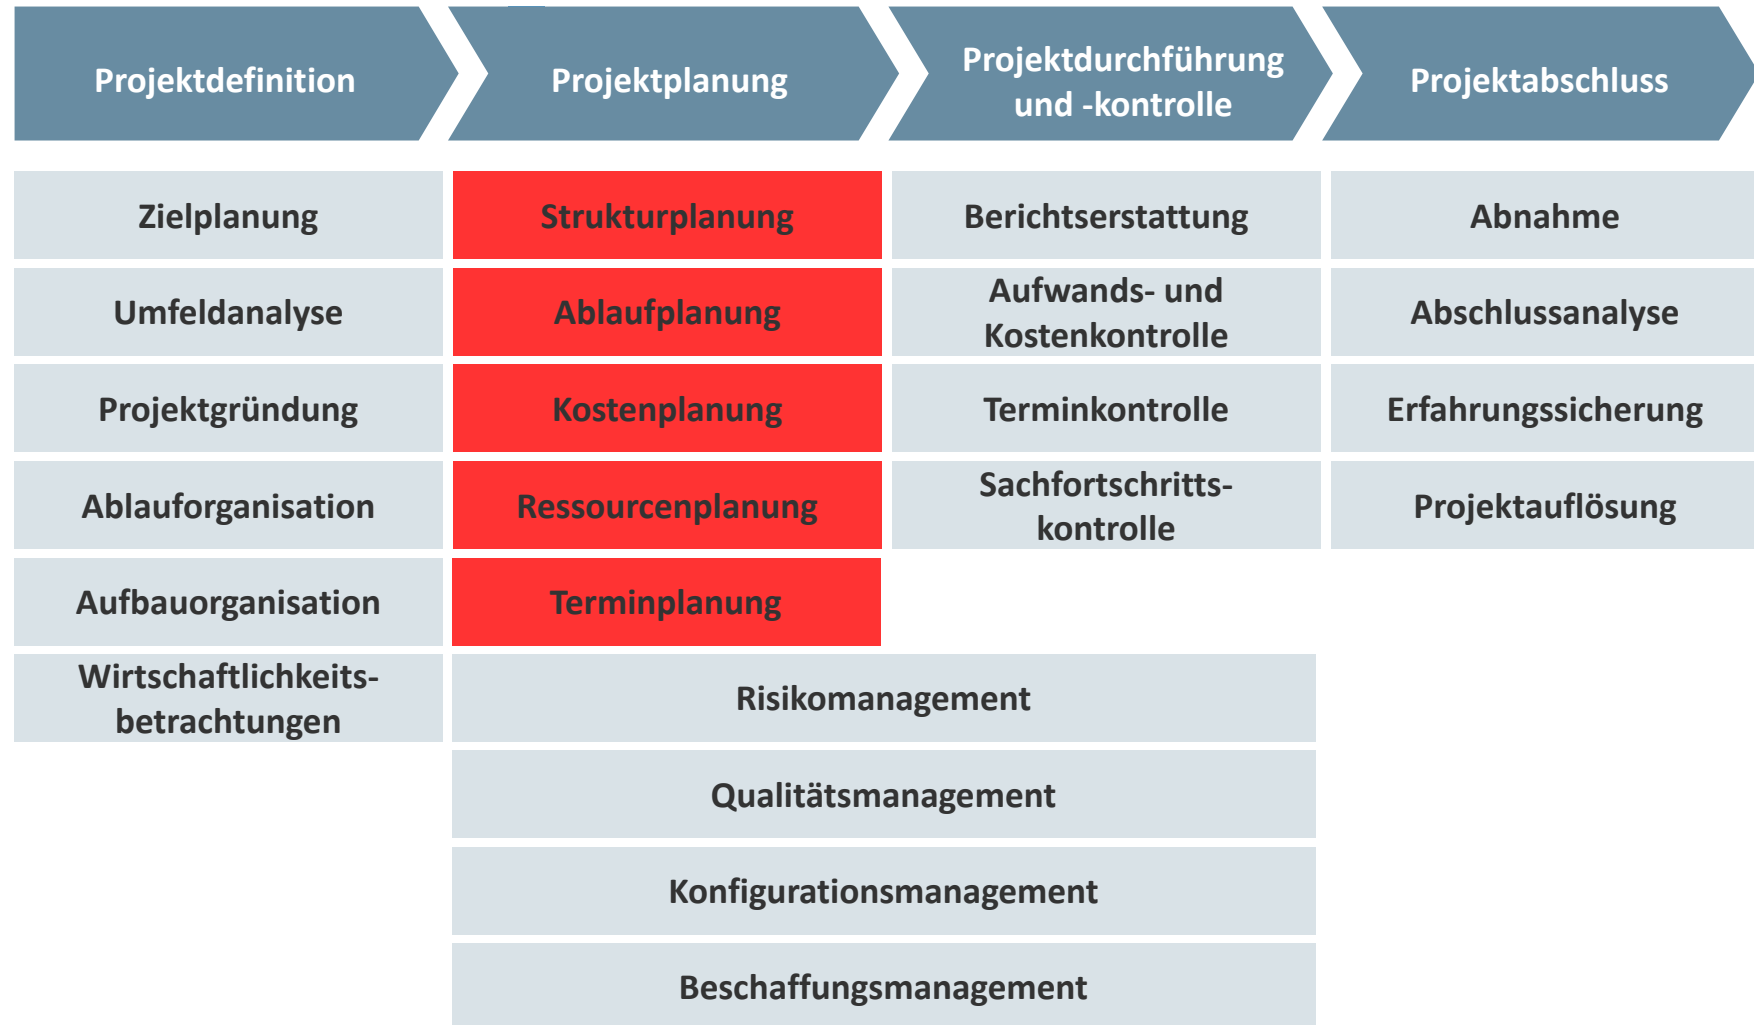 Projektdefinition
Projektplanung
Projektdurchführung
und -kontrolle
Projektabschluss
Zielplanung
Strukturplanung
Berichtserstattung
Abnahme
Umfeldanalyse
Ablaufplanung
Aufwands- und
Kostenkontrolle
Abschlussanalyse
Projektgründung
Kostenplanung
Terminkontrolle
Erfahrungssicherung
Ablauforganisation
Ressourcenplanung
Sachfortschritts-
kontrolle
Projektauflösung
Aufbauorganisation
Terminplanung
Wirtschaftlichkeits-
betrachtungen
Risikomanagement
Qualitätsmanagement
Konfigurationsmanagement
Beschaffungsmanagement